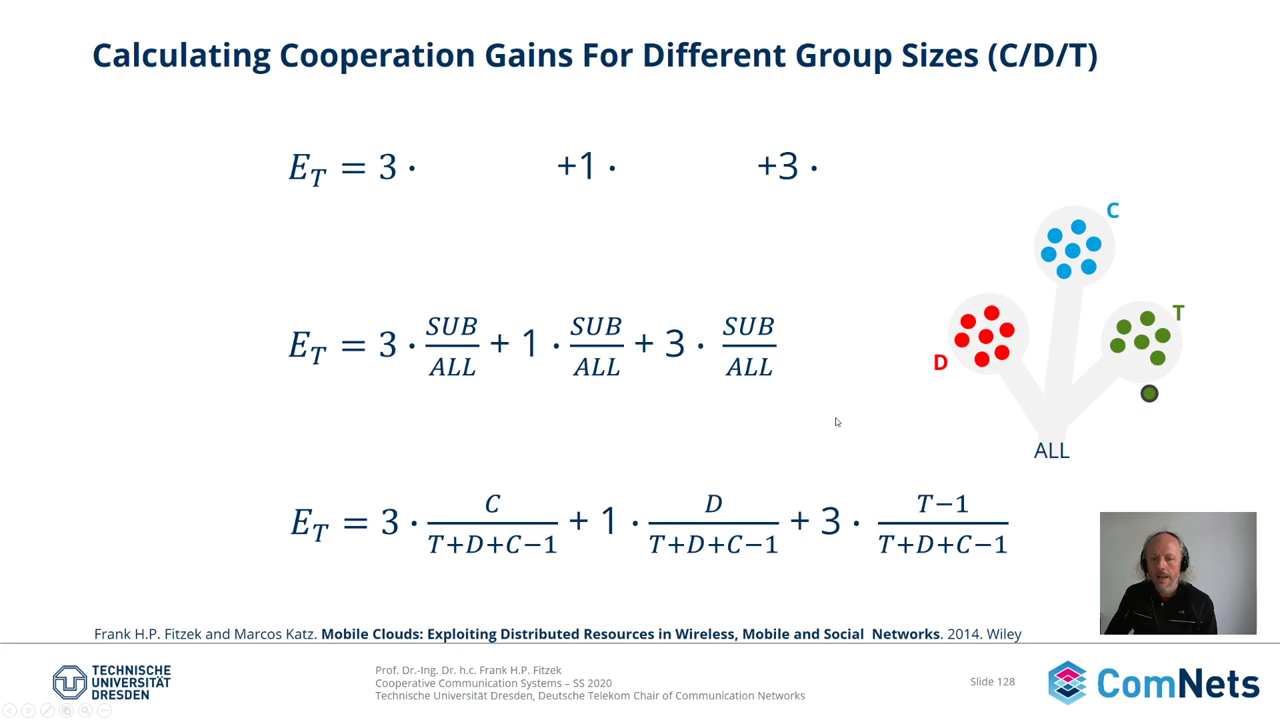 Calculating Cooperation Gains For Different Group Sizes (C/D/T)
E_T = 3 · +1 · +3 ·
C
E_T = 3 · SUB/ALL + 1 · SUB/ALL + 3 · SUB/ALL
T
D
ALL
E_T = 3 · C/(T+D+C−1) + 1 · D/(T+D+C−1) + 3 · (T−1)/(T+D+C−1)
Frank H.P. Fitzek and Marcos Katz. Mobile Clouds: Exploiting Distributed Resources in Wireless, Mobile and Social Networks. 2014. Wiley
TECHNISCHE
UNIVERSITÄT
DRESDEN
Prof. Dr.-Ing. Dr. h.c. Frank H.P. Fitzek
Cooperative Communication Systems – SS 2020
Technische Universität Dresden, Deutsche Telekom Chair of Communication Networks
Slide 128
ComNets